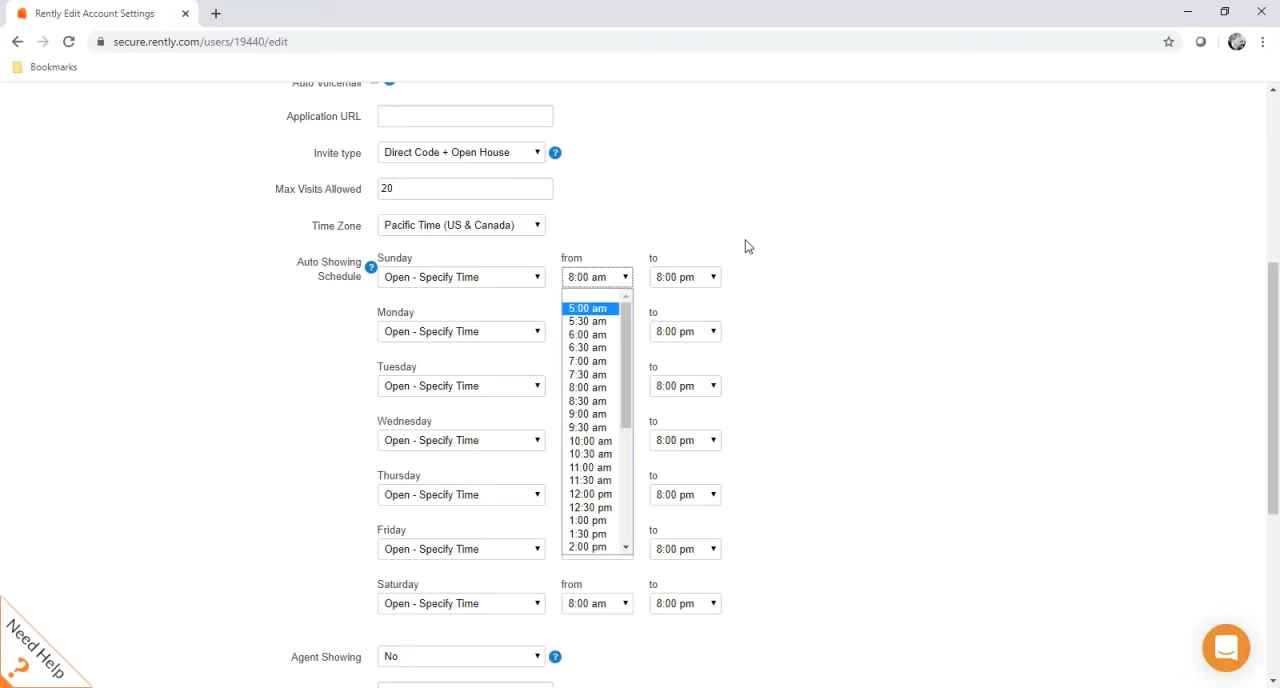 Rently Edit Account Settings
secure.rently.com/users/19440/edit
Bookmarks
Auto Voicemail
Application URL
Invite type Direct Code + Open House ?
Max Visits Allowed 20
Time Zone Pacific Time (US & Canada)
Auto Showing Schedule ?
Sunday from to
Open - Specify Time 8:00 am 8:00 pm
5:00 am
5:30 am
6:00 am
6:30 am
7:00 am
7:30 am
8:00 am
8:30 am
9:00 am
9:30 am
10:00 am
10:30 am
11:00 am
11:30 am
12:00 pm
12:30 pm
1:00 pm
1:30 pm
2:00 pm
Monday to
Open - Specify Time 8:00 pm
Tuesday to
Open - Specify Time 8:00 pm
Wednesday to
Open - Specify Time 8:00 pm
Thursday to
Open - Specify Time 8:00 pm
Friday to
Open - Specify Time 8:00 pm
Saturday from to
Open - Specify Time 8:00 am 8:00 pm
Agent Showing No ?
Need Help
?